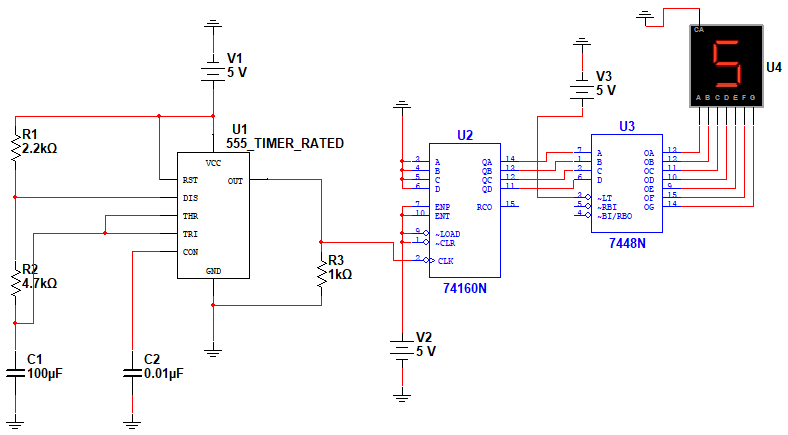 V1
5 V
R1
2.2kΩ
U1
555_TIMER_RATED
VCC
RST
OUT
DIS
THR
TRI
CON
GND
R2
4.7kΩ
R3
1kΩ
C1
100µF
C2
0.01µF
V2
5 V
U2
3 A QA 14
4 B QB 13
5 C QC 12
6 D QD 11
7 ENP RCO 15
10 ENT
9 ~LOAD
1 ~CLR
2 CLK
74160N
V3
5 V
U3
7 A OA 13
1 B OB 12
2 C OC 11
6 D OD 10
OE 9
3 ~LT OF 15
5 ~RBI OG 14
4 ~BI/RBO
7448N
CA
5
U4
A B C D E F G